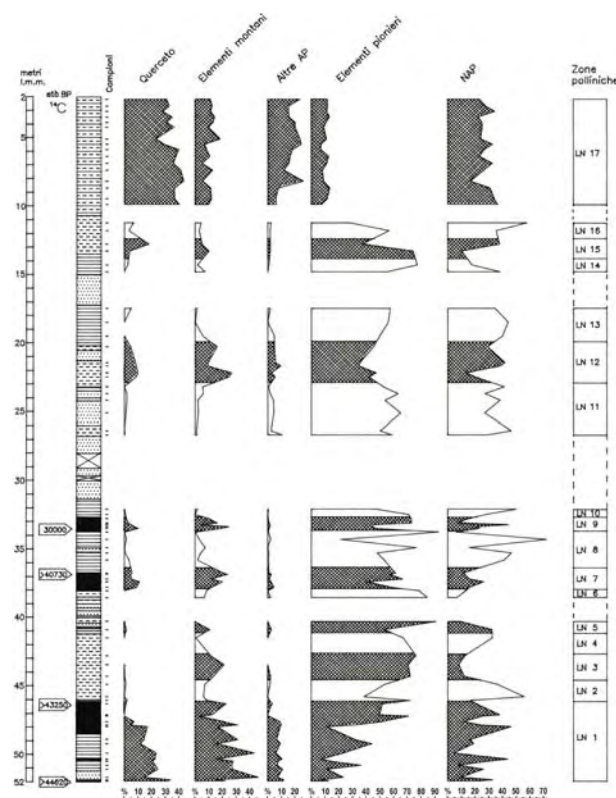 Querceto
Elementi montani
Altre AP
Elementi pionieri
NAP
metri
l.m.m.
stb BP
14C
Campioni
Zone
polliniche
2
5
10
15
20
25
30
35
40
45
50
52
30000
>40730
>43250
>44820
LN 17
LN 16
LN 15
LN 14
LN 13
LN 12
LN 11
LN 10
LN 9
LN 8
LN 7
LN 6
LN 5
LN 4
LN 3
LN 2
LN 1
% 10 20 30 40 % 10 20 30 40 % 10 20 % 10 20 30 40 50 60 70 80 90 % 10 20 30 40 50 60 70